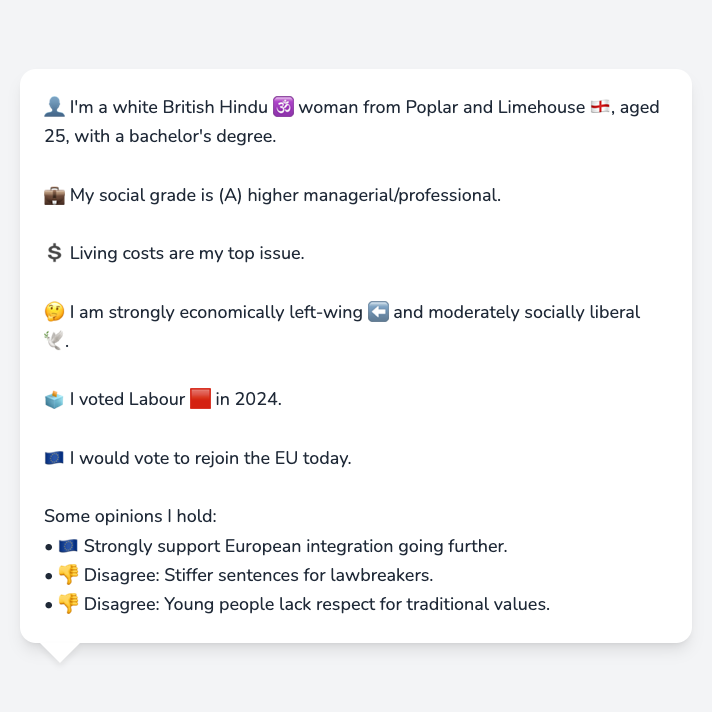 👤 I'm a white British Hindu 🕉️ woman from Poplar and Limehouse 🏴󠁧󠁢󠁥󠁮󠁧󠁿, aged
25, with a bachelor's degree.
💼 My social grade is (A) higher managerial/professional.
💲 Living costs are my top issue.
🤔 I am strongly economically left-wing ⬅️ and moderately socially liberal
🕊️.
🗳️ I voted Labour 🟥 in 2024.
🇪🇺 I would vote to rejoin the EU today.
Some opinions I hold:
• 🇪🇺 Strongly support European integration going further.
• 👎 Disagree: Stiffer sentences for lawbreakers.
• 👎 Disagree: Young people lack respect for traditional values.